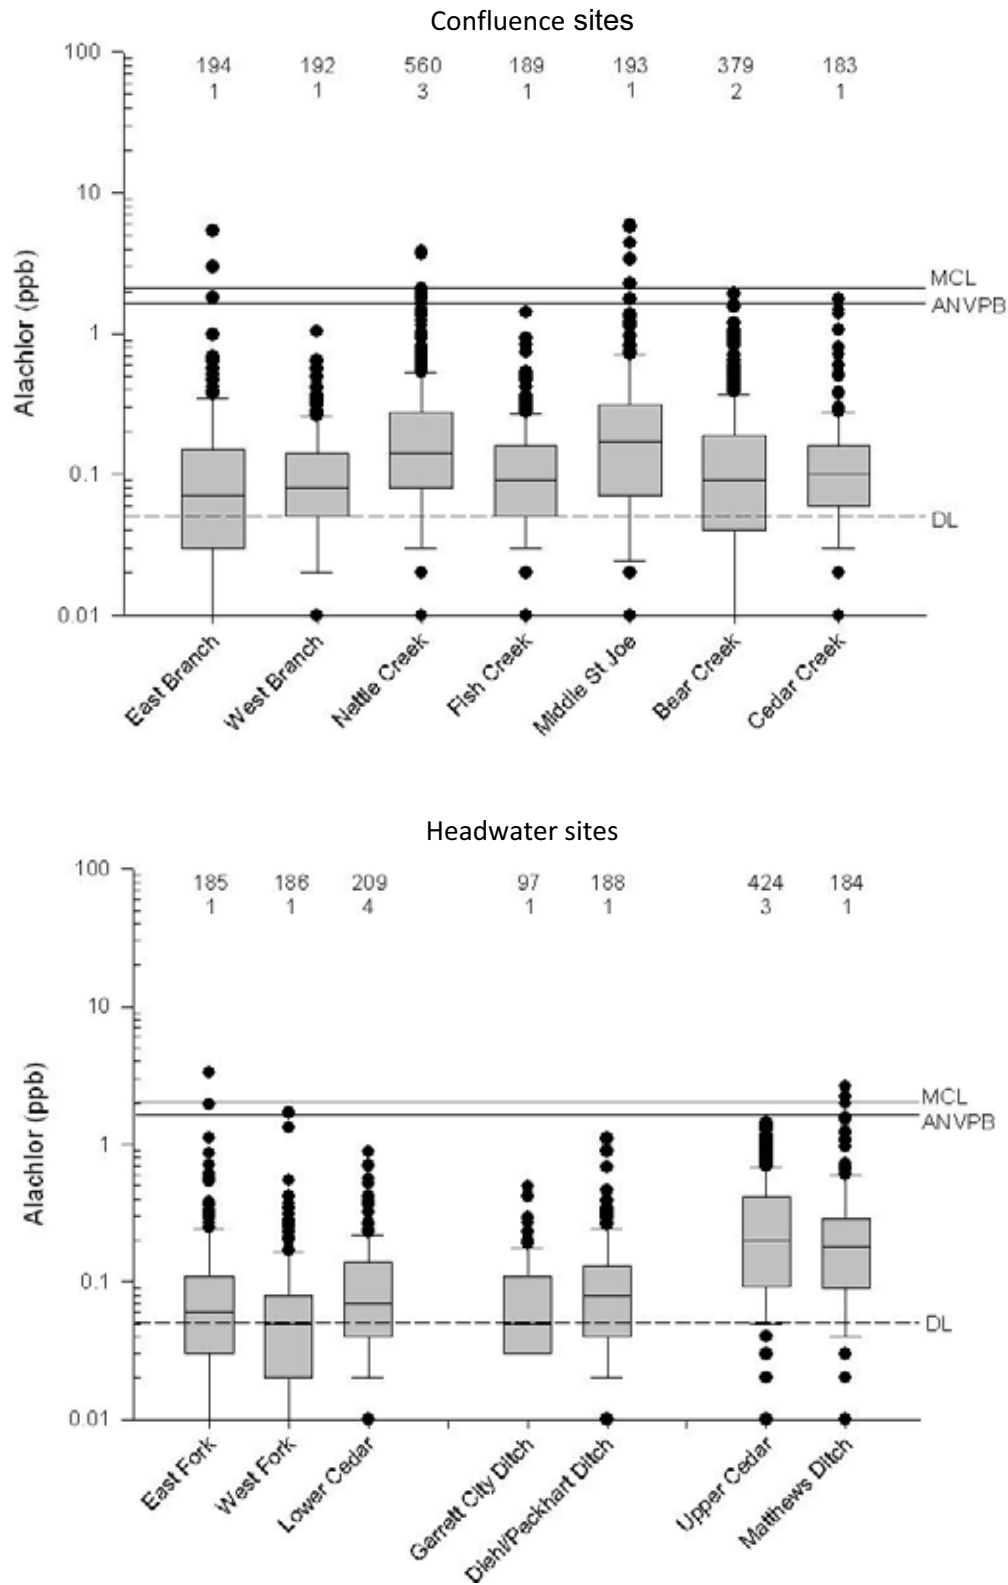 Confluence sites
100
194 192 560 189 193 379 183
1 1 3 1 1 2 1
10
MCL
ANVPB
1
Alachlor (ppb)
0.1
DL
0.01
East Branch
West Branch
Nettle Creek
Fish Creek
Middle St Joe
Bear Creek
Cedar Creek
Headwater sites
100
185 186 209 97 188 424 184
1 1 4 1 1 3 1
10
MCL
ANVPB
1
Alachlor (ppb)
0.1
DL
0.01
East Fork
West Fork
Lower Cedar
Garrett City Ditch
Diehl/Peckhart Ditch
Upper Cedar
Matthews Ditch